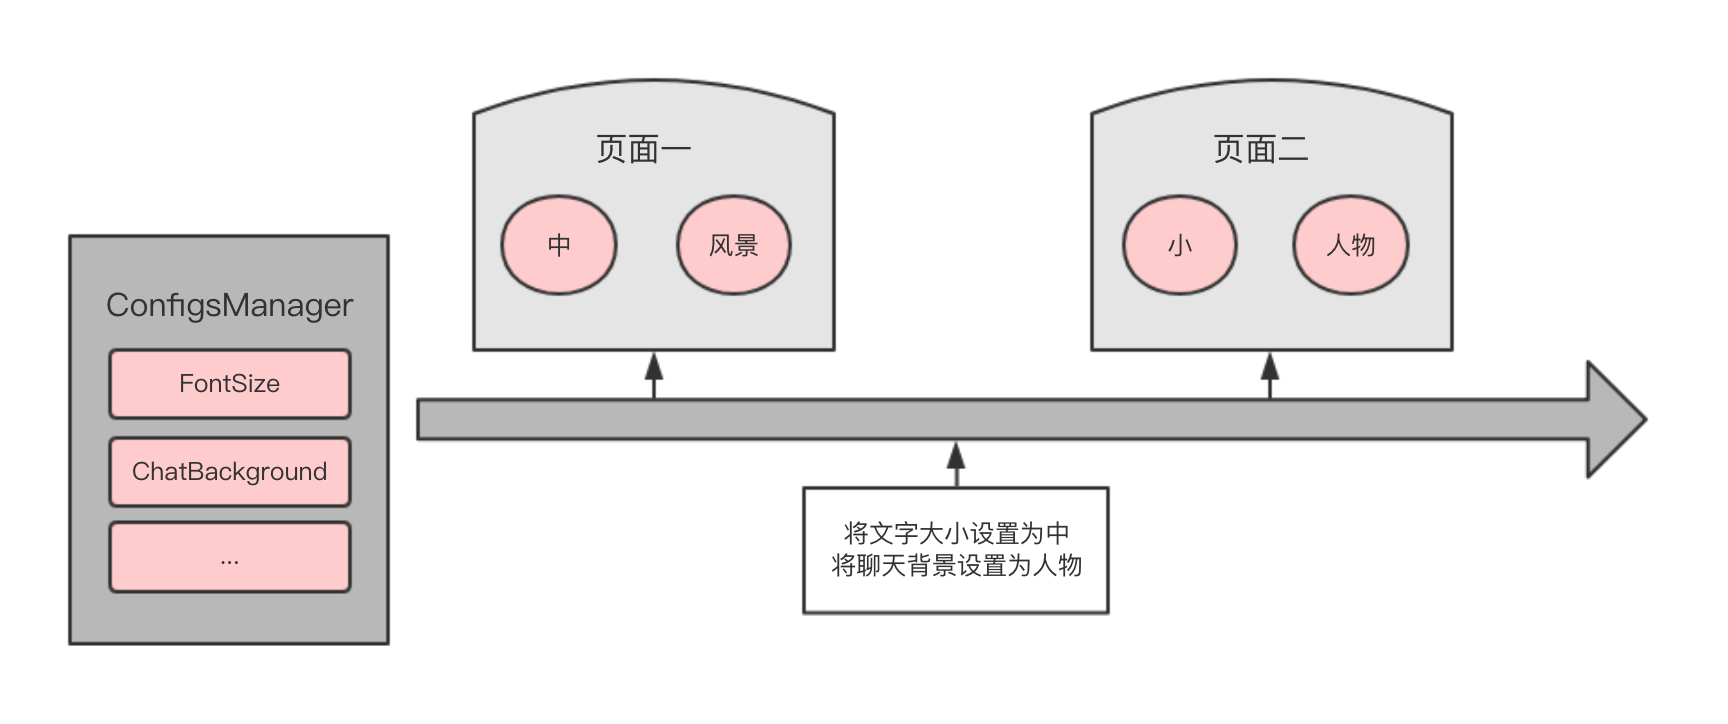 页面一
中
风景
页面二
小
人物
ConfigsManager
FontSize
ChatBackground
...
将文字大小设置为中
将聊天背景设置为人物